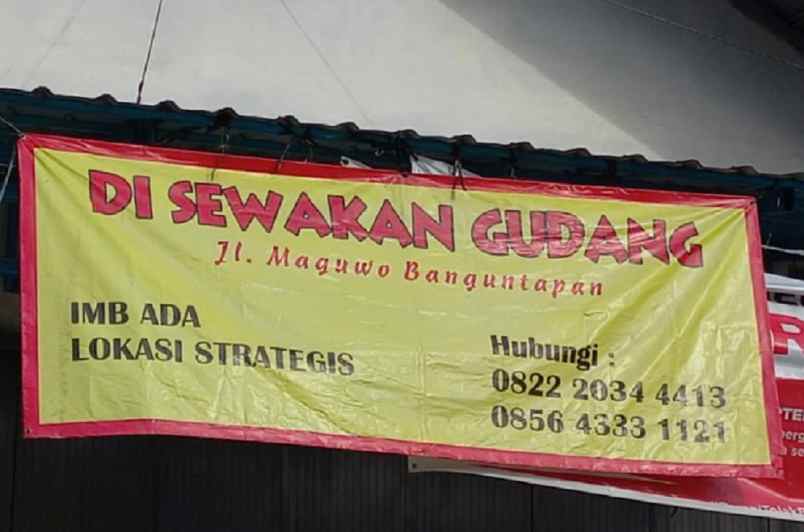 DI SEWAKAN GUDANG
Jl. Maguwo Banguntapan
IMB ADA
LOKASI STRATEGIS
Hubungi :
0822 2034 4413
0856 4333 1121